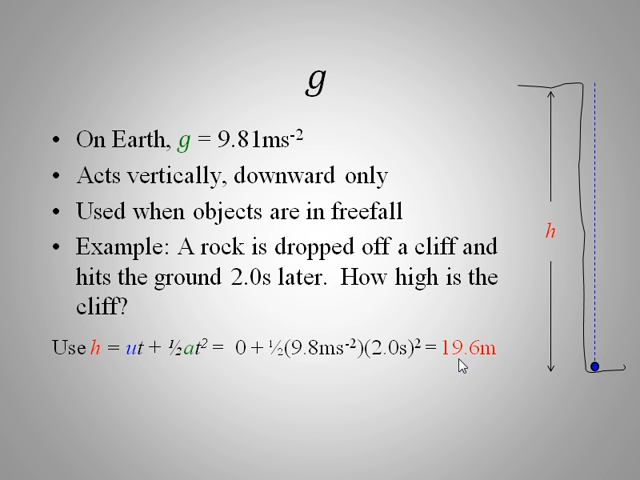 g
• On Earth, g = 9.81ms⁻²
• Acts vertically, downward only
• Used when objects are in freefall
• Example: A rock is dropped off a cliff and
hits the ground 2.0s later. How high is the
cliff?
Use h = ut + ½at² = 0 + ½(9.8ms⁻²)(2.0s)² = 19.6m
h